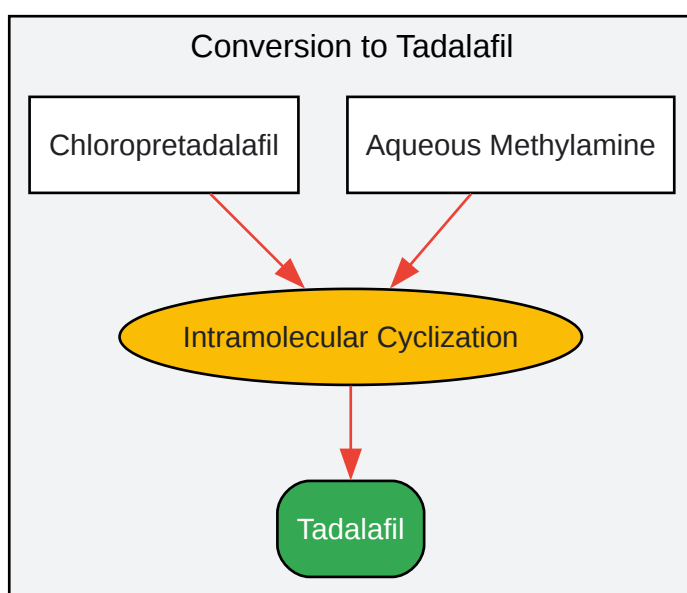 Conversion to Tadalafil
Chloropretadalafil
Aqueous Methylamine
Intramolecular Cyclization
Tadalafil